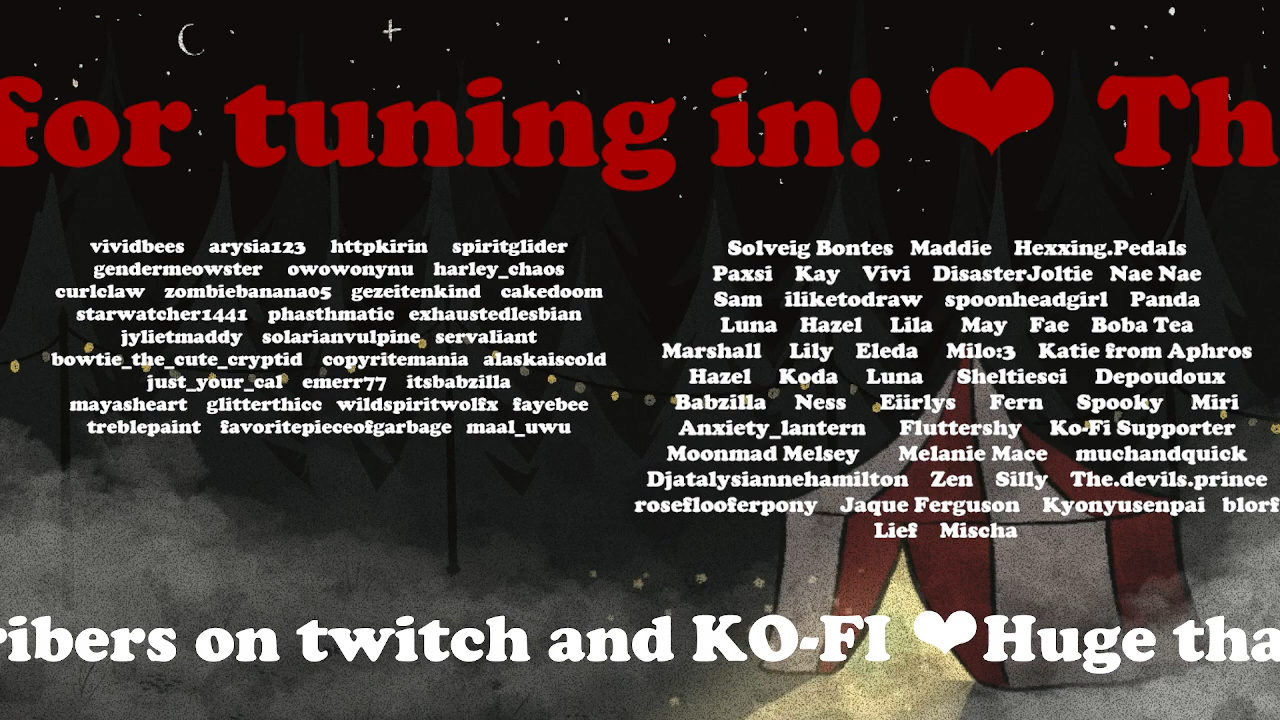 for tuning in! ❤ Th
vividbees arysia123 httpkirin spiritglider
gendermeowster owowonynu harley_chaos
curlclaw zombiebanana05 gezeitenkind cakedoom
starwatcher1441 phasthmatic exhaustedlesbian
jylietmaddy solarianvulpine servaliant
bowtie_the_cute_cryptid copyritemania alaskaiscold
just_your_cal emerr77 itsbabzilla
mayasheart glitterthicc wildspiritwolfx fayebee
treblepaint favoritepieceofgarbage maal_uwu
Solveig Bontes Maddie Hexxing.Pedals
Paxsi Kay Vivi DisasterJoltie Nae Nae
Sam iliketodraw spoonheadgirl Panda
Luna Hazel Lila May Fae Boba Tea
Marshall Lily Eleda Milo:3 Katie from Aphros
Hazel Koda Luna Sheltiesci Depoudoux
Babzilla Ness Eiirlys Fern Spooky Miri
Anxiety_lantern Fluttershy Ko-Fi Supporter
Moonmad Melsey Melanie Mace muchandquick
Djatalysiannehamilton Zen Silly The.devils.prince
roseflooferpony Jaque Ferguson Kyonyusenpai blorf
Lief Mischa
ribers on twitch and KO-FI ❤Huge tha